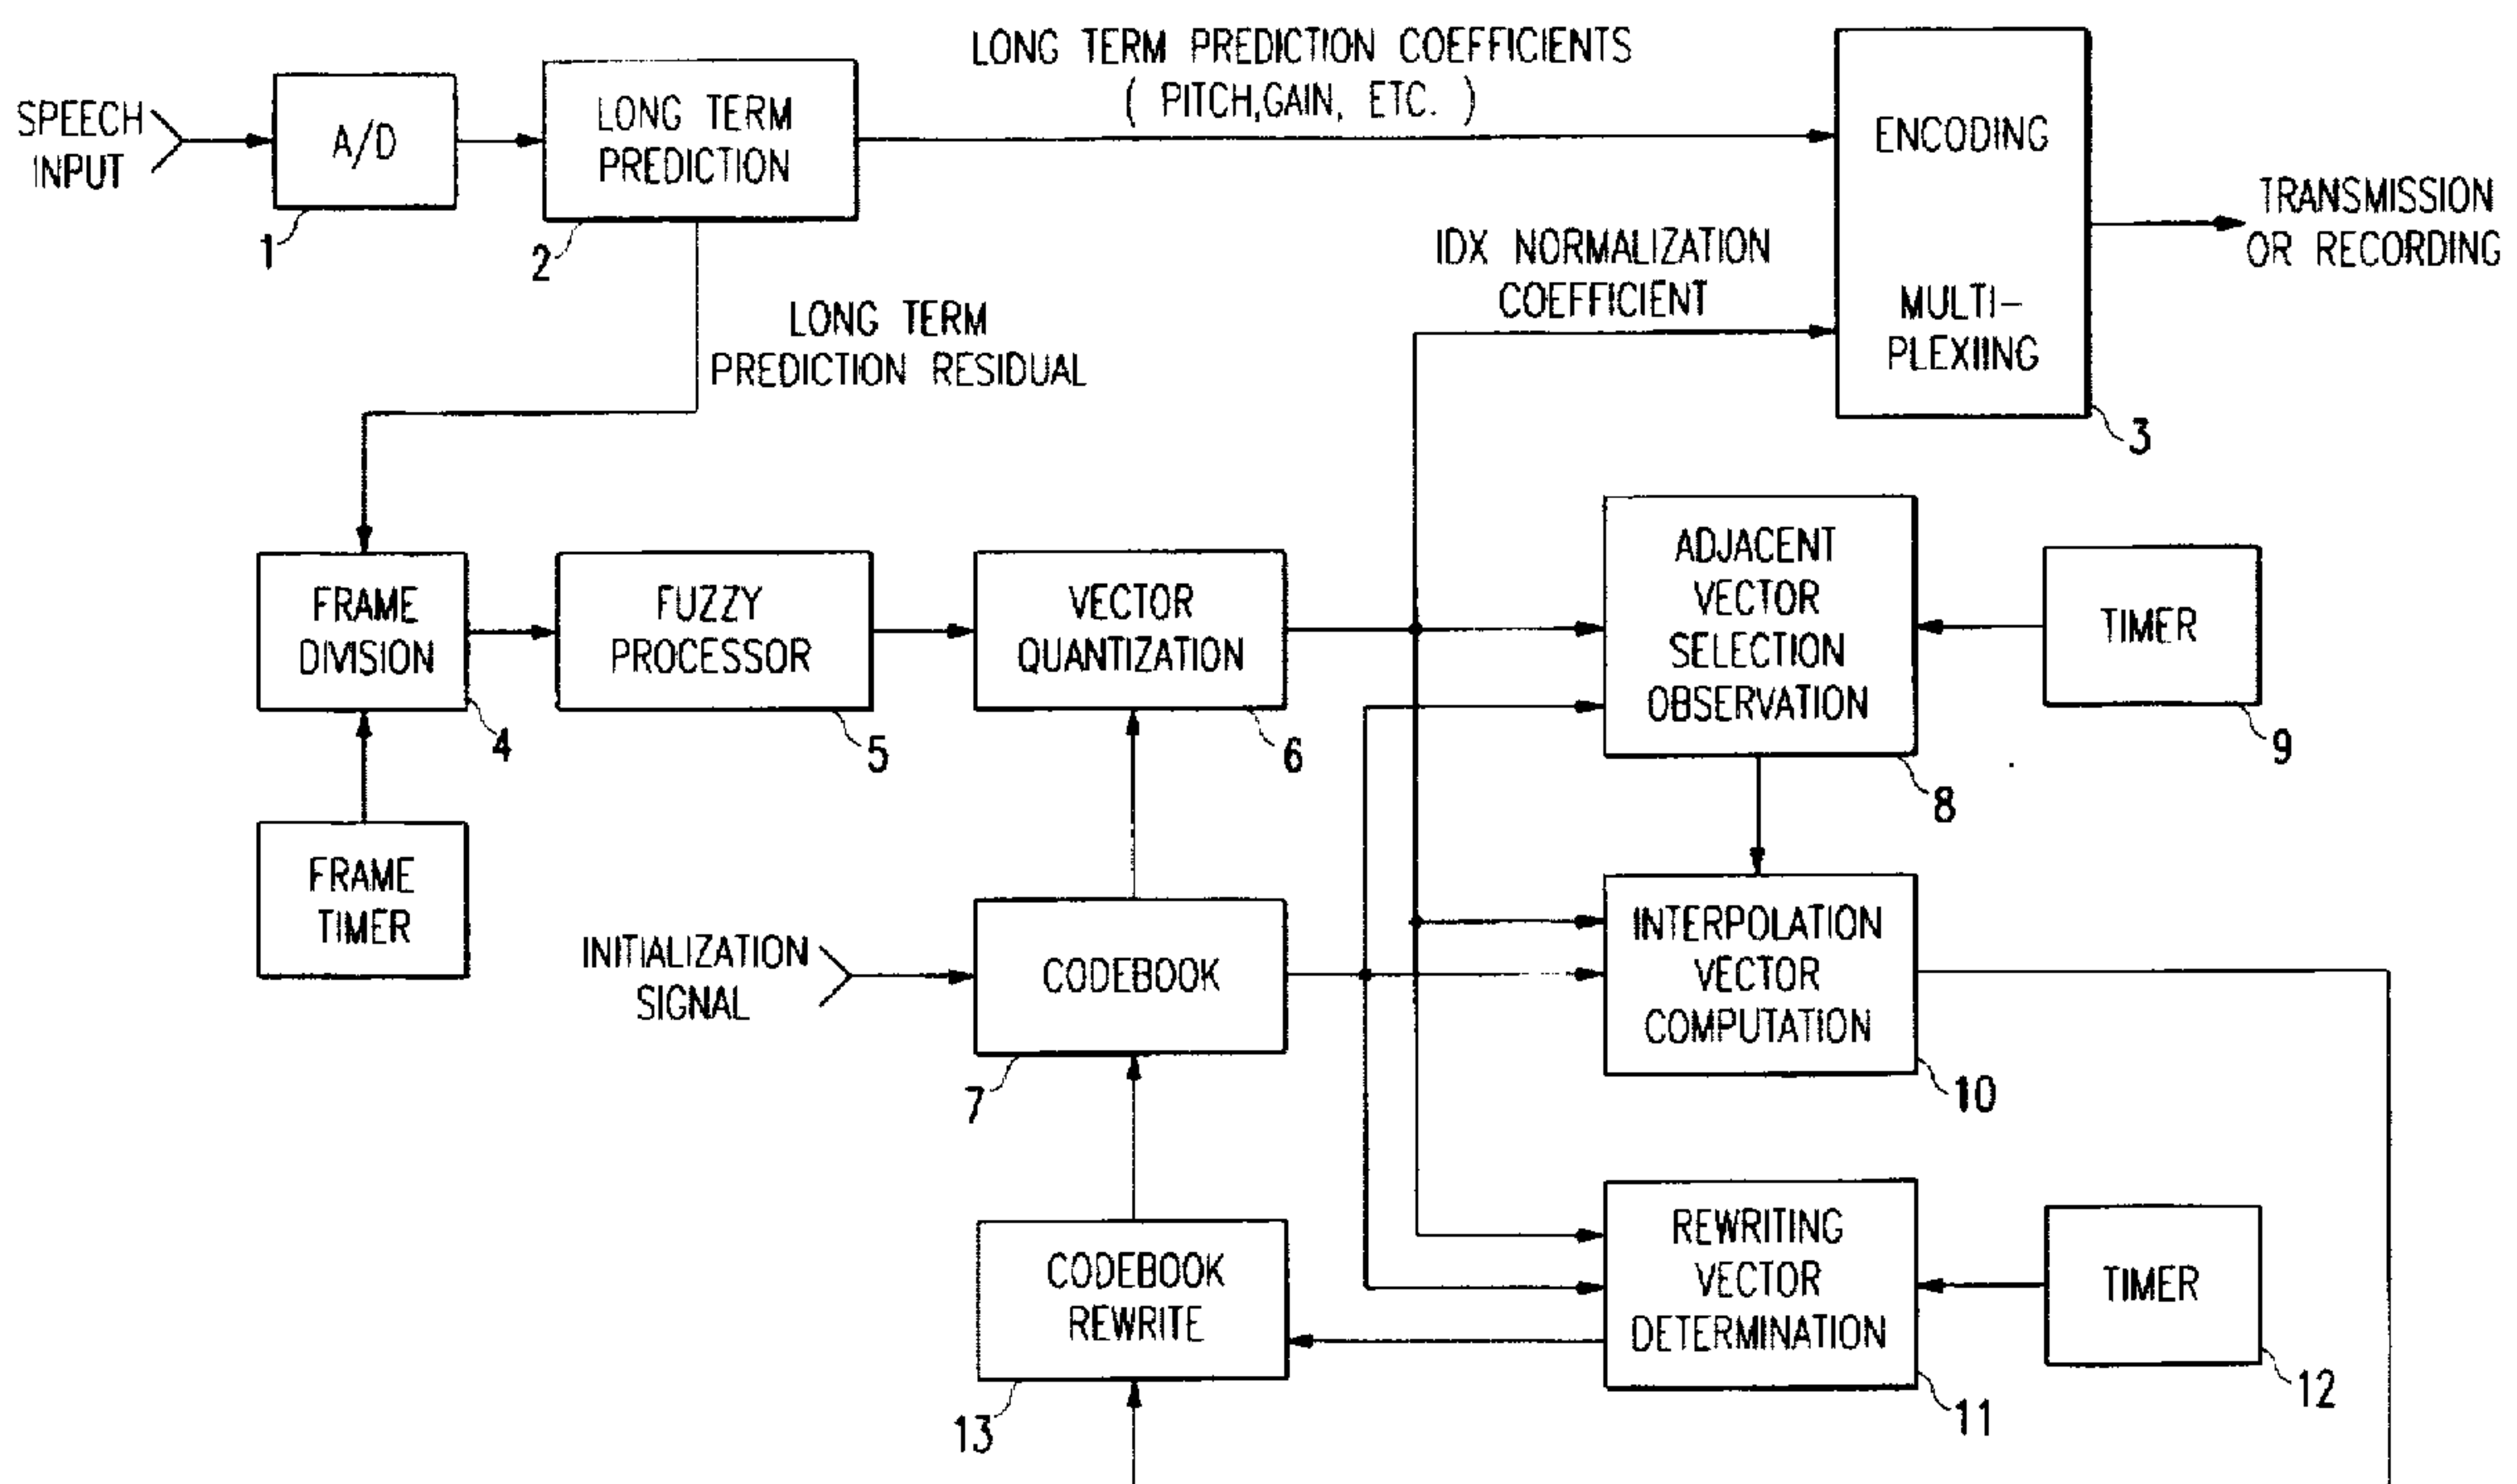 SPEECH
INPUT
A/D
1
LONG TERM
PREDICTION
2
LONG TERM PREDICTION COEFFICIENTS
( PITCH,GAIN, ETC. )
ENCODING
MULTI-
PLEXIING
3
TRANSMISSION
OR RECORDING
IDX NORMALIZATION
COEFFICIENT
LONG TERM
PREDICTION RESIDUAL
FRAME
DIVISION
4
FUZZY
PROCESSOR
5
VECTOR
QUANTIZATION
6
ADJACENT
VECTOR
SELECTION
OBSERVATION
8
TIMER
9
FRAME
TIMER
INITIALIZATION
SIGNAL
CODEBOOK
7
INTERPOLATION
VECTOR
COMPUTATION
10
CODEBOOK
REWRITE
13
REWRITING
VECTOR
DETERMINATION
11
TIMER
12